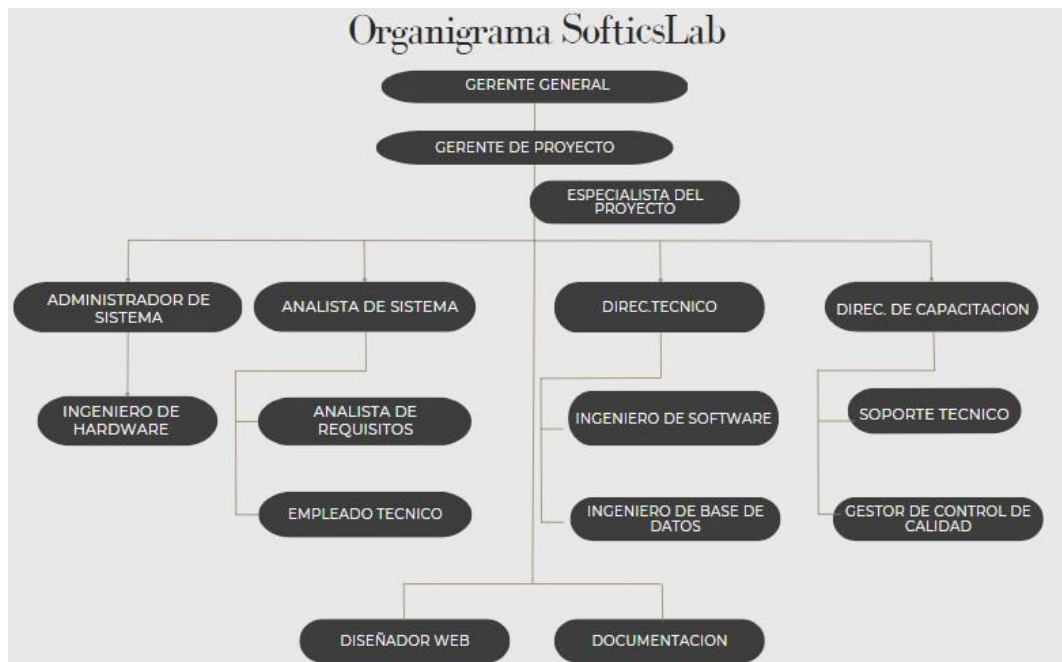 Organigrama SofticsLab
GERENTE GENERAL
GERENTE DE PROYECTO
ESPECIALISTA DEL
PROYECTO
ADMINISTRADOR DE
SISTEMA
ANALISTA DE SISTEMA
DIREC.TECNICO
DIREC. DE CAPACITACION
INGENIERO DE
HARDWARE
ANALISTA DE
REQUISITOS
INGENIERO DE SOFTWARE
SOPORTE TECNICO
EMPLEADO TECNICO
INGENIERO DE BASE DE
DATOS
GESTOR DE CONTROL DE
CALIDAD
DISEÑADOR WEB
DOCUMENTACION